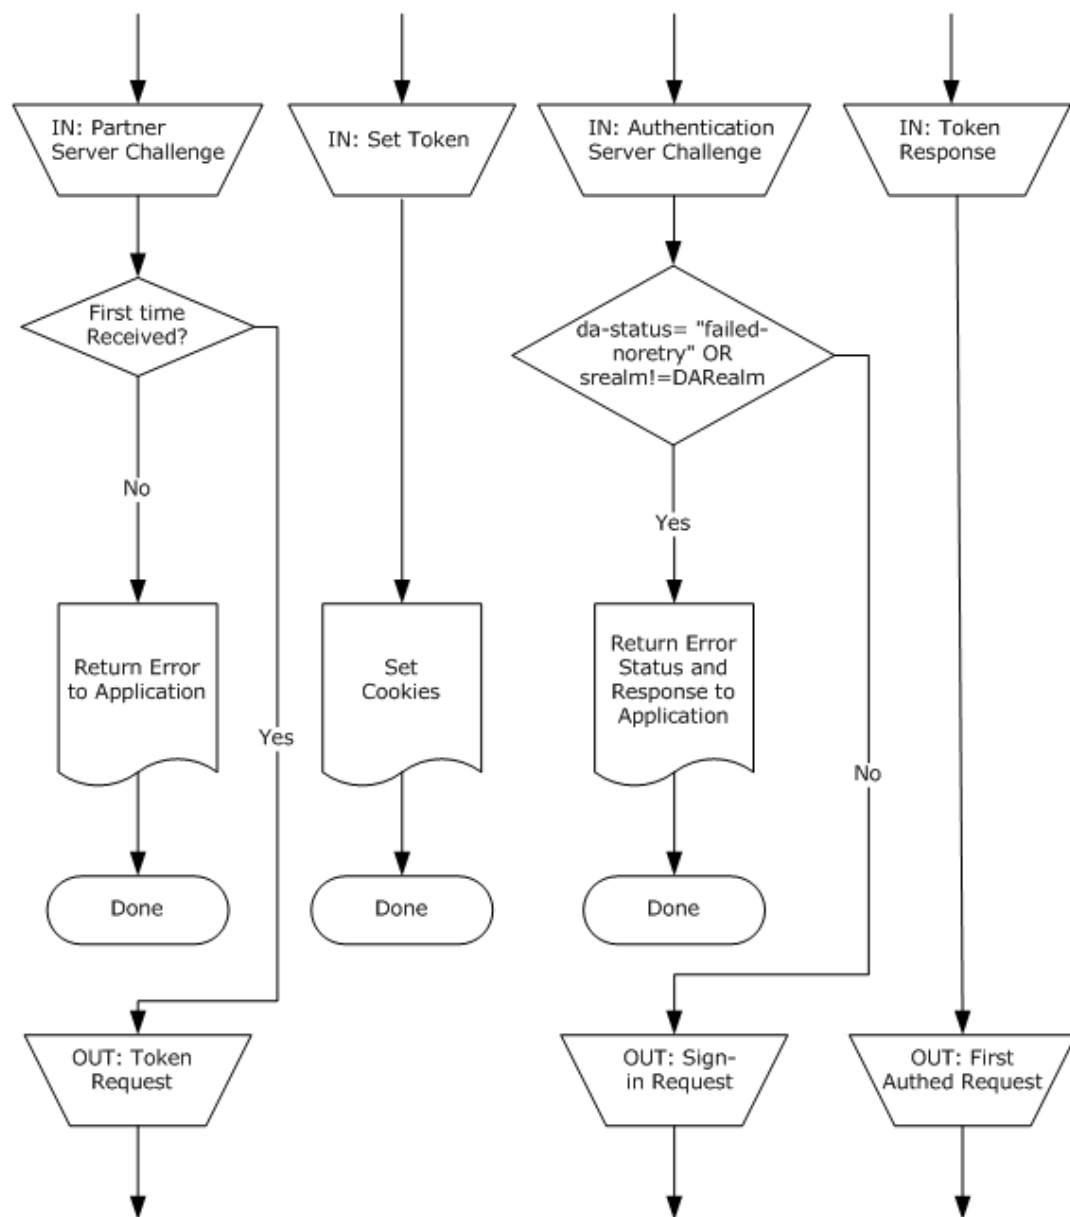 IN: Partner
Server Challenge
IN: Set Token
IN: Authentication
Server Challenge
IN: Token
Response
First time
Received?
da-status= "failed-
noretry" OR
srealm!=DARealm
No
Yes
Return Error
to Application
Set
Cookies
Return Error
Status and
Response to
Application
Yes
No
Done
Done
Done
OUT: Token
Request
OUT: Sign-
in Request
OUT: First
Authed Request